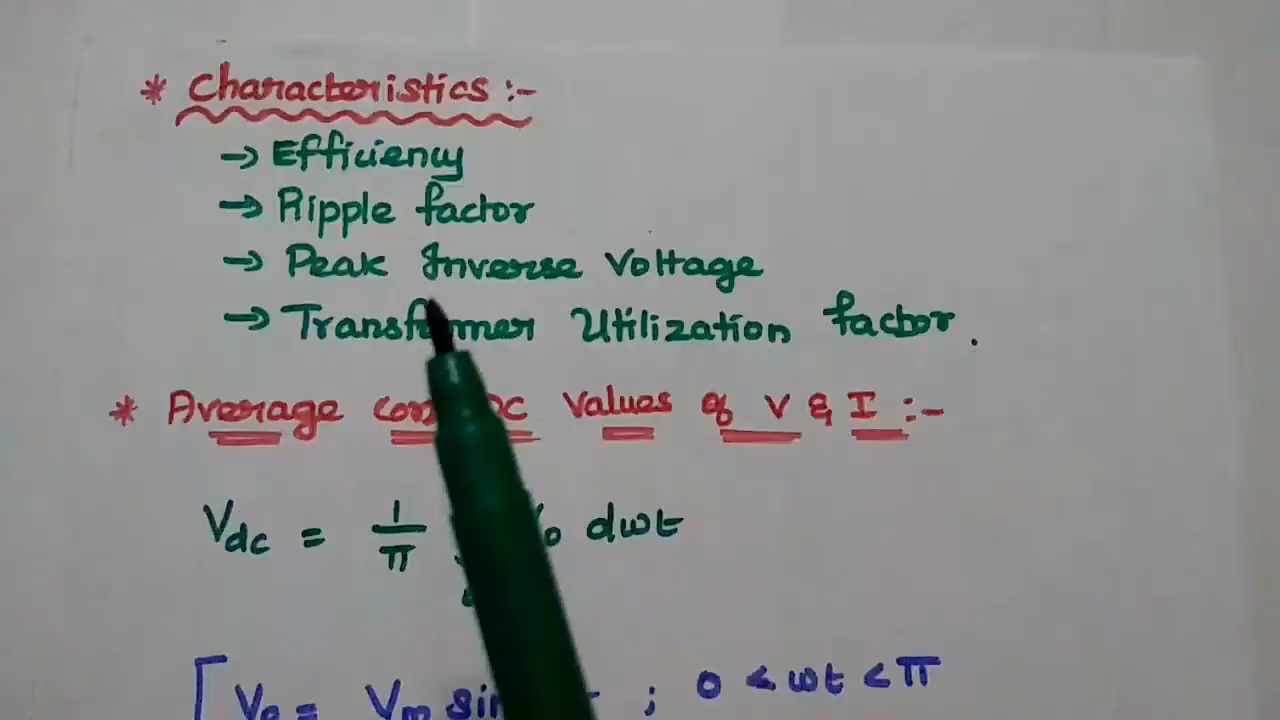 * Characteristics :-
→ Efficiency
→ Ripple factor
→ Peak Inverse Voltage
→ Transformer Utilization factor.
* Average DC Values of V & I :-
Vdc = 1/π dωt
Vo = Vm sin ; 0 < ωt < π